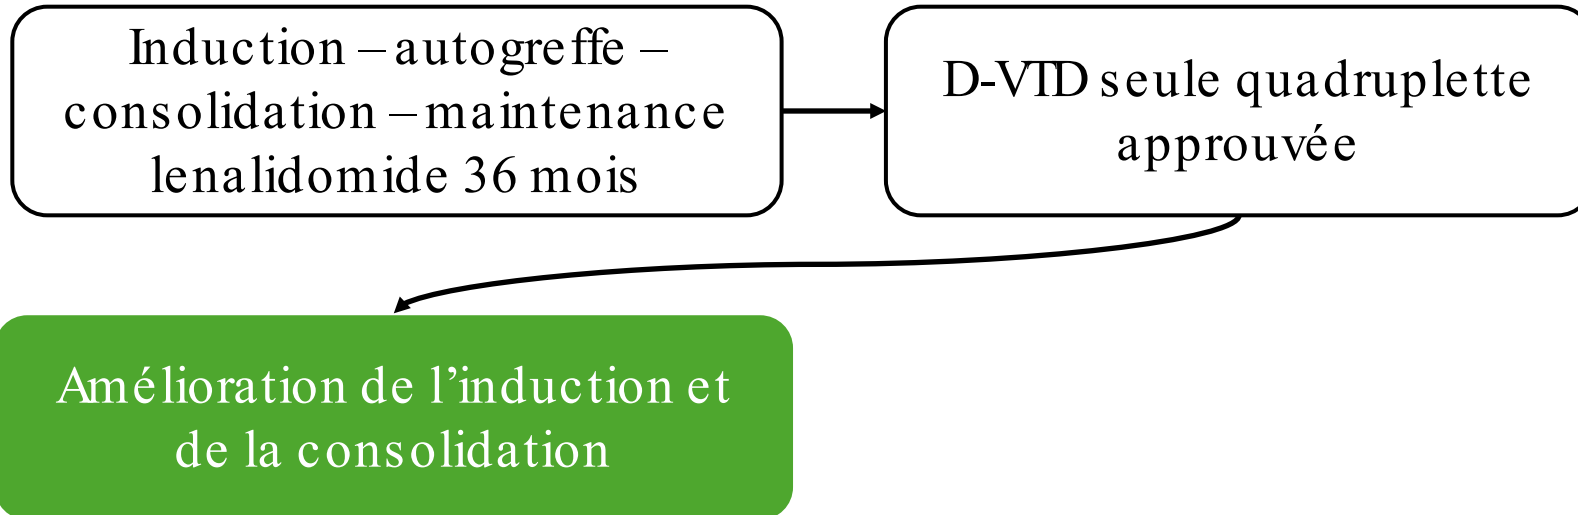 Induction – autogreffe –
consolidation – maintenance
lenalidomide 36 mois
D-VTD seule quadruplette
approuvée
Amélioration de l’induction et
de la consolidation